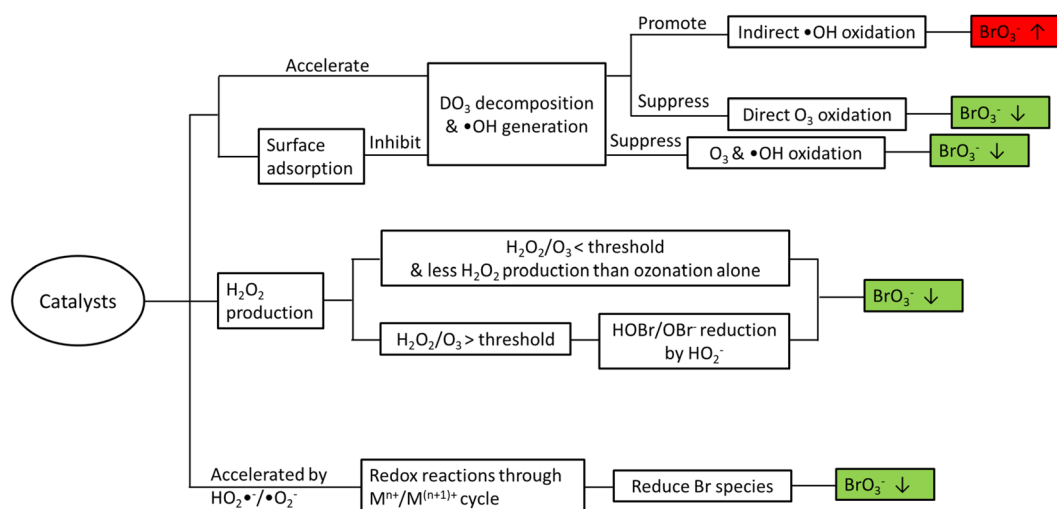 Promote
Indirect •OH oxidation
BrO₃⁻ ↑
Accelerate
DO₃ decomposition
& •OH generation
Suppress
Direct O₃ oxidation
BrO₃⁻ ↓
Surface
adsorption
Inhibit
Suppress
O₃ & •OH oxidation
BrO₃⁻ ↓
Catalysts
H₂O₂
production
H₂O₂/O₃ < threshold
& less H₂O₂ production than ozonation alone
H₂O₂/O₃ > threshold
HOBr/OBr⁻ reduction
by HO₂⁻
BrO₃⁻ ↓
Accelerated by
HO₂•⁻/•O₂⁻
Redox reactions through
Mⁿ⁺/M⁽ⁿ⁺¹⁾⁺ cycle
Reduce Br species
BrO₃⁻ ↓